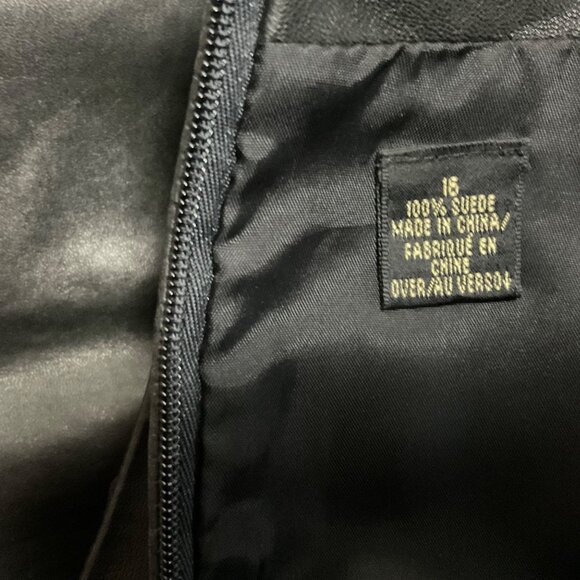 16
100% SUEDE
MADE IN CHINA/
FABRIQUÉ EN
CHINE
OVER/AU VERSO→